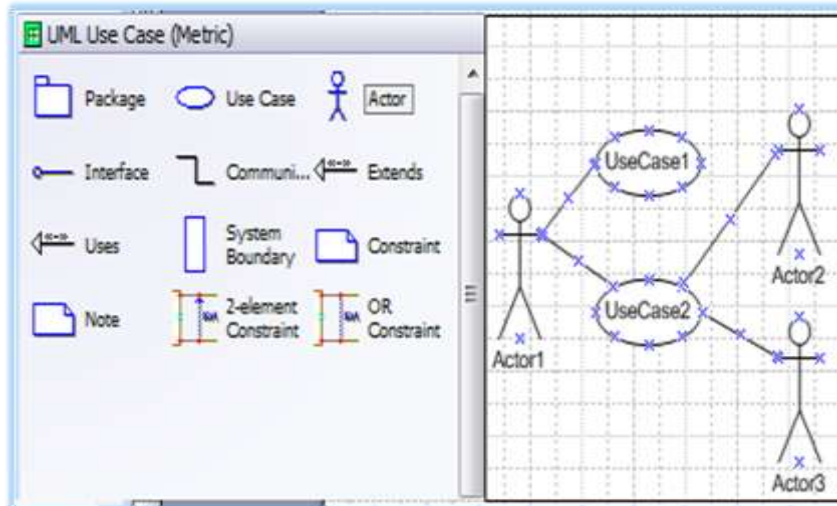 UML Use Case (Metric)
Package
Use Case
Actor
Interface
Communi...
Extends
Uses
System
Boundary
Constraint
Note
2-element
Constraint
OR
Constraint
UseCase1
UseCase2
Actor1
Actor2
Actor3